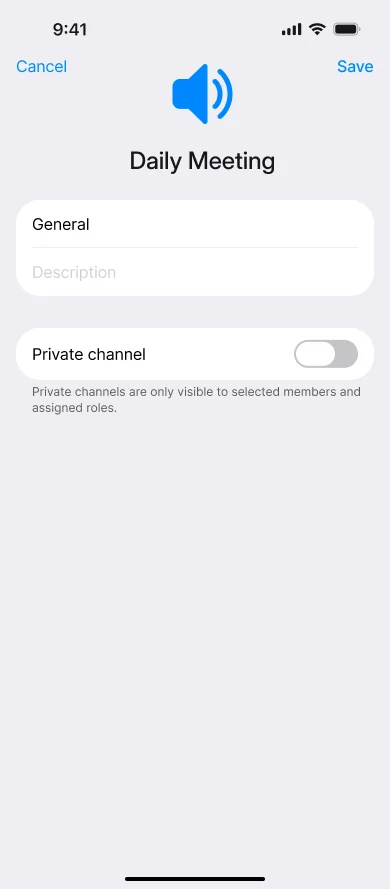 9:41
Cancel
Save
Daily Meeting
General
Description
Private channel
Private channels are only visible to selected members and
assigned roles.